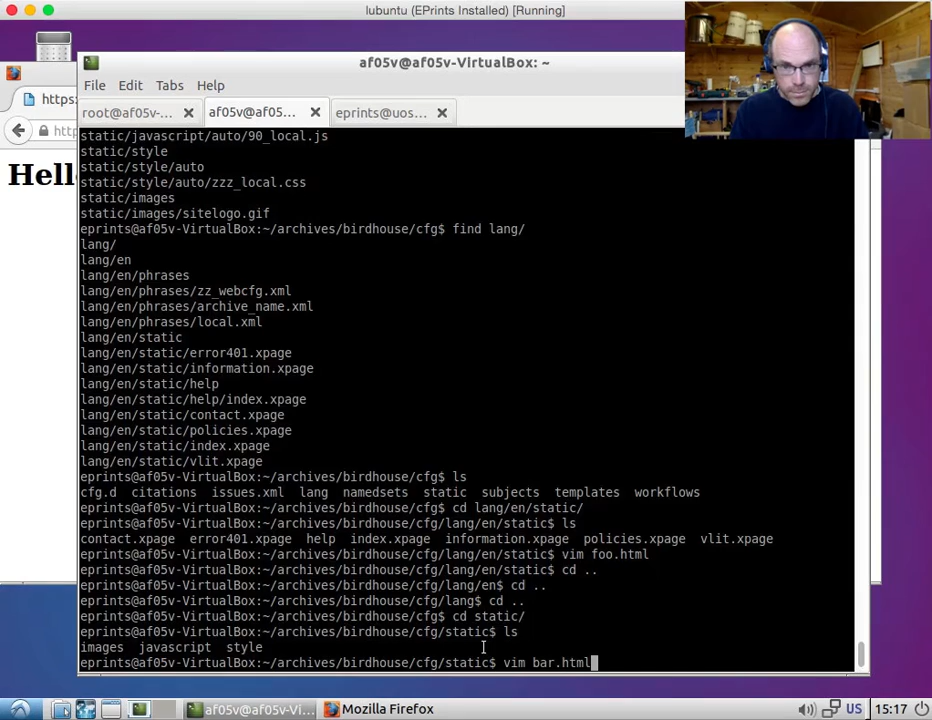 lubuntu (EPrints Installed) [Running]
af05v@af05v-VirtualBox: ~
File Edit Tabs Help
https:
root@af05v-... af05v@af05... eprints@uos...
http
Hell
static/javascript/auto/90_local.js
static/style
static/style/auto
static/style/auto/zzz_local.css
static/images
static/images/sitelogo.gif
eprints@af05v-VirtualBox:~/archives/birdhouse/cfg$ find lang/
lang/
lang/en
lang/en/phrases
lang/en/phrases/zz_webcfg.xml
lang/en/phrases/archive_name.xml
lang/en/phrases/local.xml
lang/en/static
lang/en/static/error401.xpage
lang/en/static/information.xpage
lang/en/static/help
lang/en/static/help/index.xpage
lang/en/static/contact.xpage
lang/en/static/policies.xpage
lang/en/static/index.xpage
lang/en/static/vlit.xpage
eprints@af05v-VirtualBox:~/archives/birdhouse/cfg$ ls
cfg.d citations issues.xml lang namedsets static subjects templates workflows
eprints@af05v-VirtualBox:~/archives/birdhouse/cfg$ cd lang/en/static/
eprints@af05v-VirtualBox:~/archives/birdhouse/cfg/lang/en/static$ ls
contact.xpage error401.xpage help index.xpage information.xpage policies.xpage vlit.xpage
eprints@af05v-VirtualBox:~/archives/birdhouse/cfg/lang/en/static$ vim foo.html
eprints@af05v-VirtualBox:~/archives/birdhouse/cfg/lang/en/static$ cd ..
eprints@af05v-VirtualBox:~/archives/birdhouse/cfg/lang/en$ cd ..
eprints@af05v-VirtualBox:~/archives/birdhouse/cfg/lang$ cd ..
eprints@af05v-VirtualBox:~/archives/birdhouse/cfg$ cd static/
eprints@af05v-VirtualBox:~/archives/birdhouse/cfg/static$ ls
images javascript style
eprints@af05v-VirtualBox:~/archives/birdhouse/cfg/static$ vim bar.html
af05v@af05v-Vi... Mozilla Firefox US 15:17